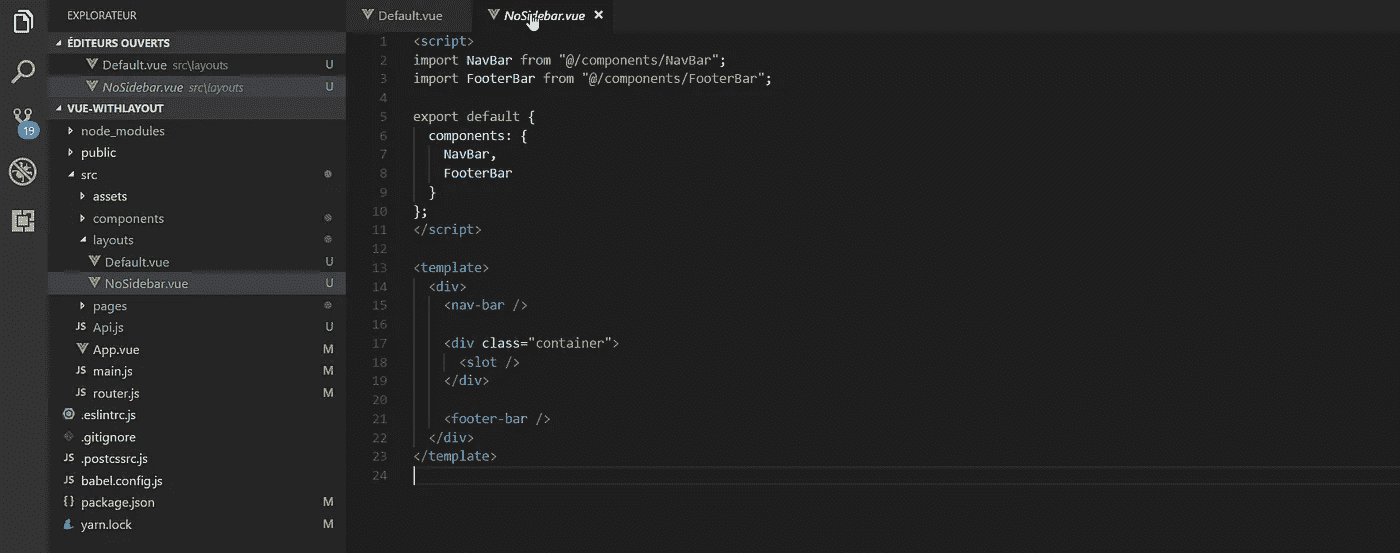 EXPLORATEUR
ÉDITEURS OUVERTS
Default.vue src\layouts U
NoSidebar.vue src\layouts U
VUE-WITHLAYOUT
19
node_modules
public
src
assets
components
layouts
Default.vue U
NoSidebar.vue U
pages
JS Api.js U
App.vue M
JS main.js M
JS router.js M
.eslintrc.js
.gitignore
JS .postcssrc.js
JS babel.config.js
{} package.json M
yarn.lock M
Default.vue NoSidebar.vue ×
1 <script>
2 import NavBar from "@/components/NavBar";
3 import FooterBar from "@/components/FooterBar";
4
5 export default {
6 components: {
7 NavBar,
8 FooterBar
9 }
10 };
11 </script>
12
13 <template>
14 <div>
15 <nav-bar />
16
17 <div class="container">
18 <slot />
19 </div>
20
21 <footer-bar />
22 </div>
23 </template>
24